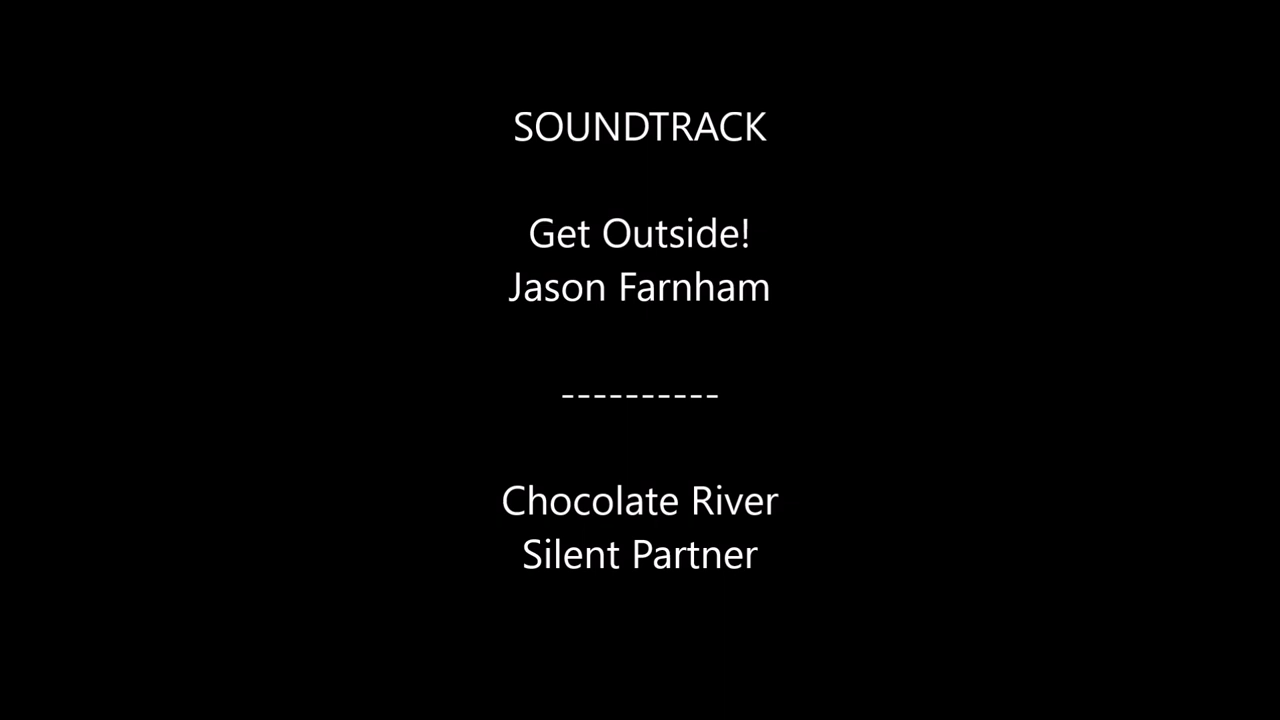 SOUNDTRACK
Get Outside!
Jason Farnham
----------
Chocolate River
Silent Partner